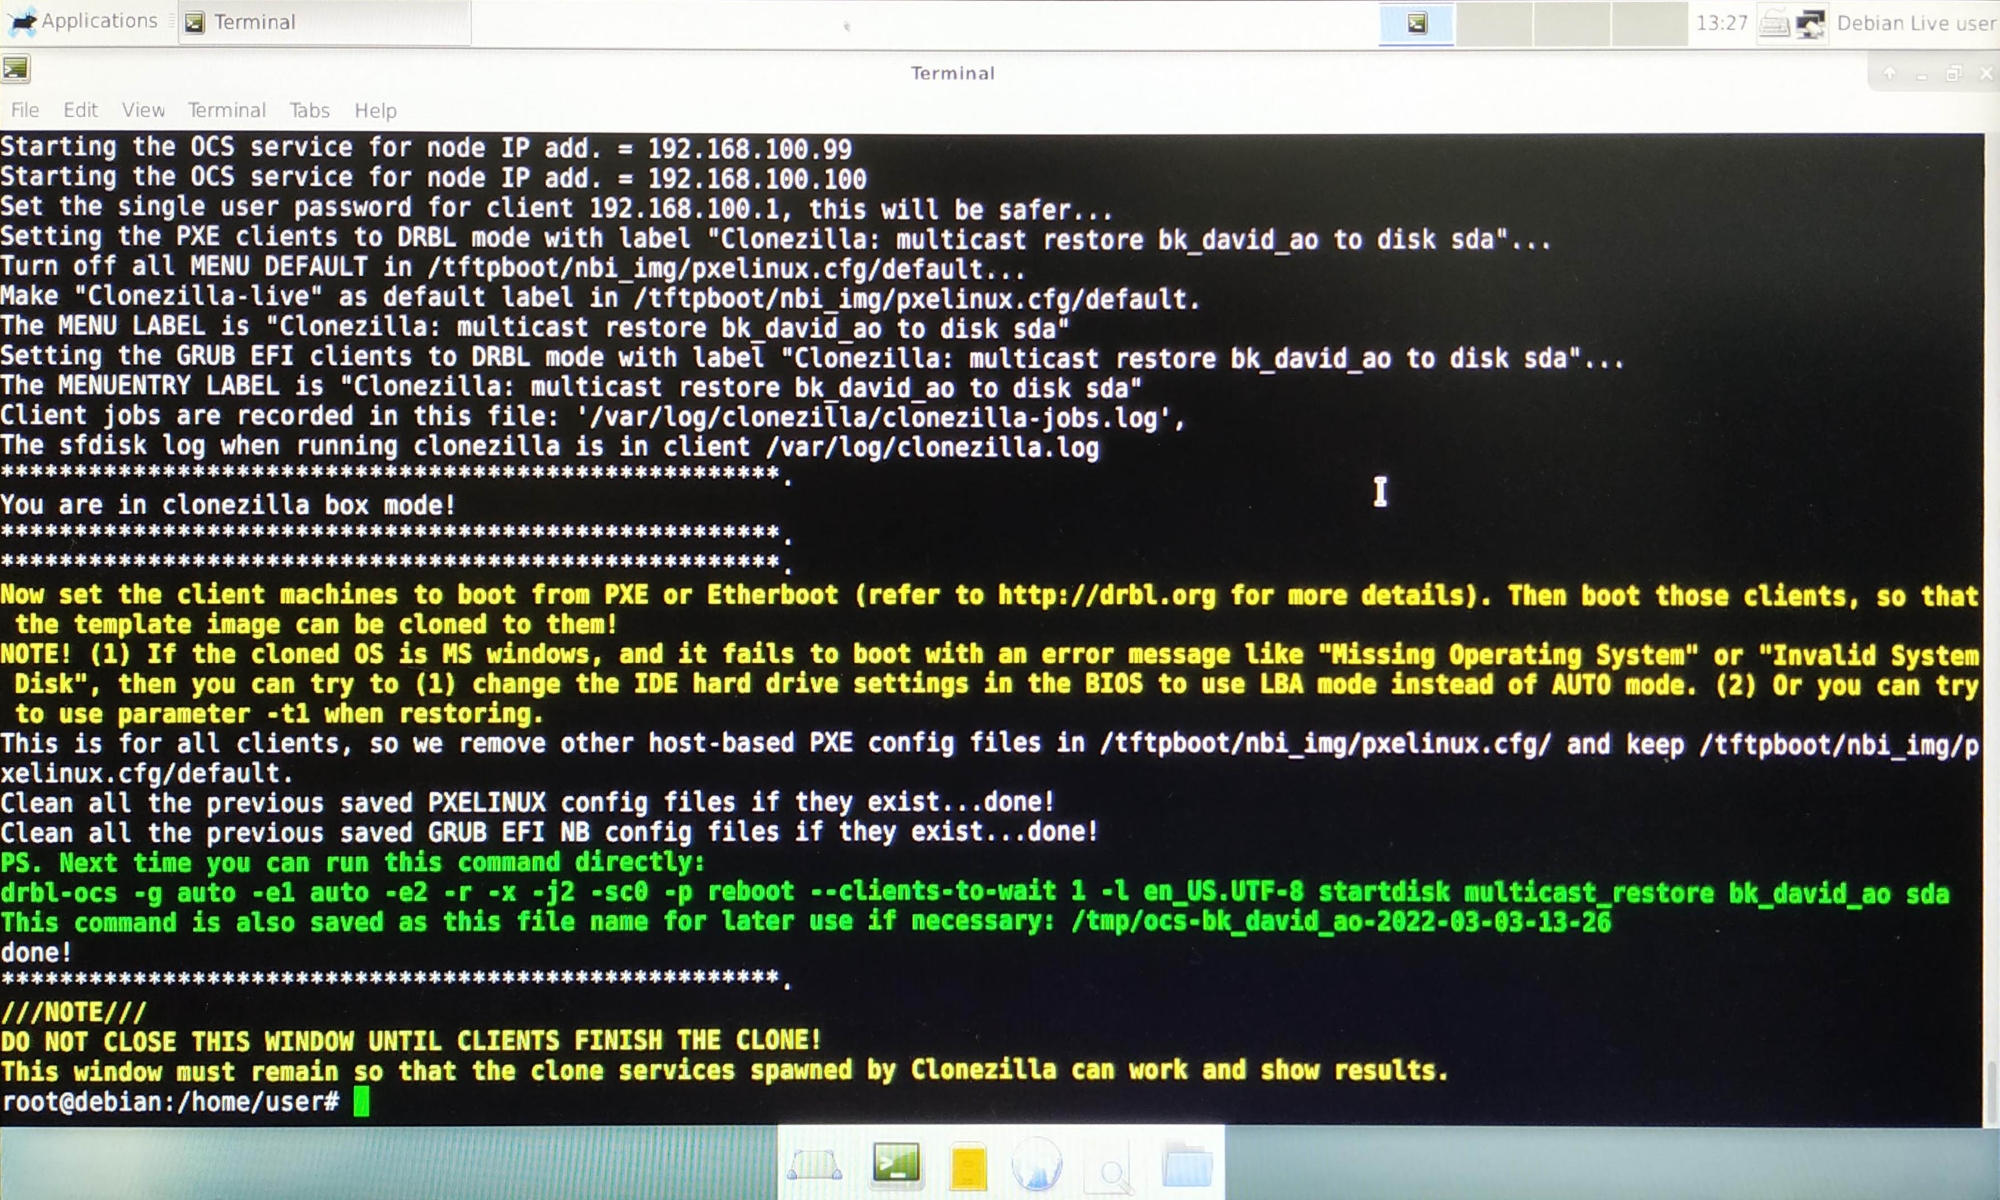 Applications
Terminal
13:27
Debian Live user
Terminal
File Edit View Terminal Tabs Help
Starting the OCS service for node IP add. = 192.168.100.99
Starting the OCS service for node IP add. = 192.168.100.100
Set the single user password for client 192.168.100.1, this will be safer...
Setting the PXE clients to DRBL mode with label "Clonezilla: multicast restore bk_david_ao to disk sda"...
Turn off all MENU DEFAULT in /tftpboot/nbi_img/pxelinux.cfg/default...
Make "Clonezilla-live" as default label in /tftpboot/nbi_img/pxelinux.cfg/default.
The MENU LABEL is "Clonezilla: multicast restore bk_david_ao to disk sda"
Setting the GRUB EFI clients to DRBL mode with label "Clonezilla: multicast restore bk_david_ao to disk sda"...
The MENUENTRY LABEL is "Clonezilla: multicast restore bk_david_ao to disk sda"
Client jobs are recorded in this file: '/var/log/clonezilla/clonezilla-jobs.log',
The sfdisk log when running clonezilla is in client /var/log/clonezilla.log
*****************************************************.
You are in clonezilla box mode!
*****************************************************.
*****************************************************.
Now set the client machines to boot from PXE or Etherboot (refer to http://drbl.org for more details). Then boot those clients, so that
the template image can be cloned to them!
NOTE! (1) If the cloned OS is MS windows, and it fails to boot with an error message like "Missing Operating System" or "Invalid System
Disk", then you can try to (1) change the IDE hard drive settings in the BIOS to use LBA mode instead of AUTO mode. (2) Or you can try
to use parameter -t1 when restoring.
This is for all clients, so we remove other host-based PXE config files in /tftpboot/nbi_img/pxelinux.cfg/ and keep /tftpboot/nbi_img/p
xelinux.cfg/default.
Clean all the previous saved PXELINUX config files if they exist...done!
Clean all the previous saved GRUB EFI NB config files if they exist...done!
PS. Next time you can run this command directly:
drbl-ocs -g auto -e1 auto -e2 -r -x -j2 -sc0 -p reboot --clients-to-wait 1 -l en_US.UTF-8 startdisk multicast_restore bk_david_ao sda
This command is also saved as this file name for later use if necessary: /tmp/ocs-bk_david_ao-2022-03-03-13-26
done!
*****************************************************.
///NOTE///
DO NOT CLOSE THIS WINDOW UNTIL CLIENTS FINISH THE CLONE!
This window must remain so that the clone services spawned by Clonezilla can work and show results.
root@debian:/home/user#